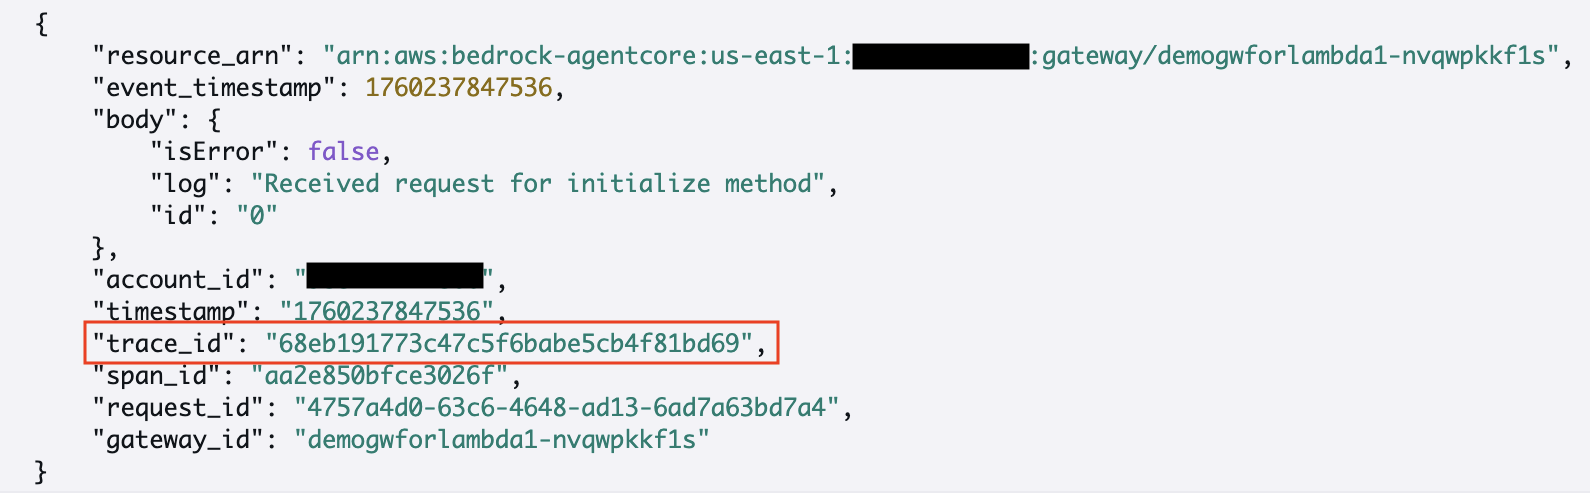 {
"resource_arn": "arn:aws:bedrock-agentcore:us-east-1: :gateway/demogwforlambda1-nvqwpkkf1s",
"event_timestamp": 1760237847536,
"body": {
"isError": false,
"log": "Received request for initialize method",
"id": "0"
},
"account_id": " ",
"timestamp": "1760237847536",
"trace_id": "68eb191773c47c5f6babe5cb4f81bd69",
"span_id": "aa2e850bfce3026f",
"request_id": "4757a4d0-63c6-4648-ad13-6ad7a63bd7a4",
"gateway_id": "demogwforlambda1-nvqwpkkf1s"
}